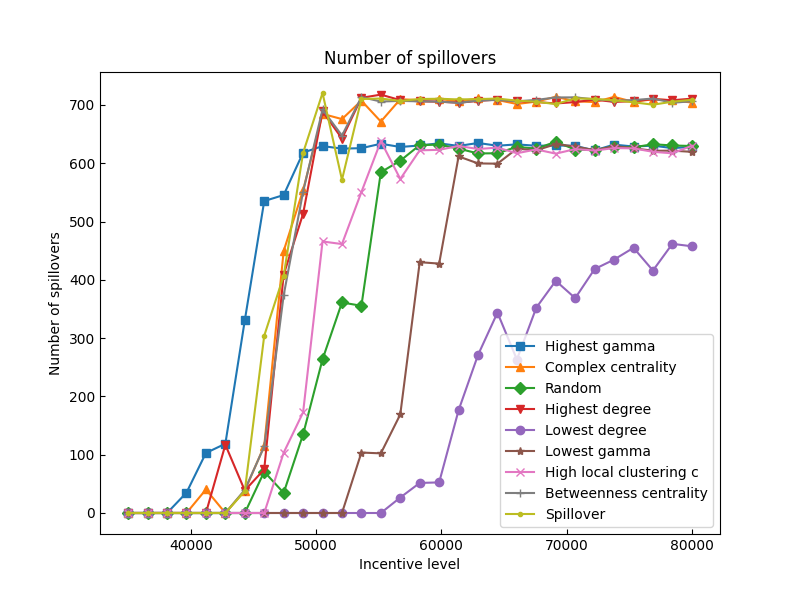 Number of spillovers
Number of spillovers
700
600
500
400
300
200
100
0
40000
50000
60000
70000
80000
Incentive level
Highest gamma
Complex centrality
Random
Highest degree
Lowest degree
Lowest gamma
High local clustering c
Betweenness centrality
Spillover